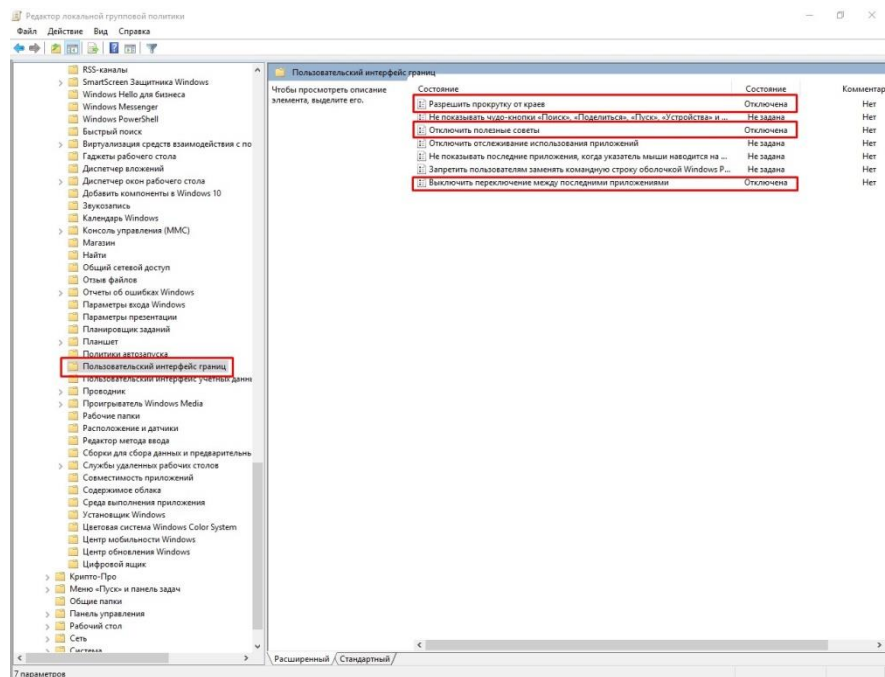 Редактор локальной групповой политики
Файл Действие Вид Справка
RSS-каналы
SmartScreen Защитника Windows
Windows Hello для бизнеса
Windows Messenger
Windows PowerShell
Быстрый поиск
Виртуализация средств взаимодействия с по
Гаджеты рабочего стола
Диспетчер вложений
Диспетчер окон рабочего стола
Добавить компоненты в Windows 10
Звукозапись
Календарь Windows
Консоль управления (MMC)
Магазин
Найти
Общий сетевой доступ
Отзыв файлов
Отчеты об ошибках Windows
Параметры входа Windows
Параметры презентации
Планировщик заданий
Планшет
Политики автозапуска
Пользовательский интерфейс границ
Пользовательский интерфейс учетных данны
Проводник
Проигрыватель Windows Media
Рабочие папки
Расположение и датчики
Редактор метода ввода
Сборки для сбора данных и предварительнь
Службы удаленных рабочих столов
Совместимость приложений
Содержимое облака
Среда выполнения приложения
Установщик Windows
Цветовая система Windows Color System
Центр мобильности Windows
Центр обновления Windows
Цифровой ящик
Крипто-Про
Меню «Пуск» и панель задач
Общие папки
Панель управления
Рабочий стол
Сеть
Система
Пользовательский интерфейс границ
Чтобы просмотреть описание
элемента, выделите его.
Состояние Состояние Комментар
Разрешить прокрутку от краев Отключена Нет
Не показывать чудо-кнопки «Поиск», «Поделиться», «Пуск», «Устройства» и ... Не задана Нет
Отключить полезные советы Отключена Нет
Отключить отслеживание использования приложений Не задана Нет
Не показывать последние приложения, когда указатель мыши наводится на ... Не задана Нет
Запретить пользователям заменять командную строку оболочкой Windows P... Не задана Нет
Выключить переключение между последними приложениями Отключена Нет
Расширенный Стандартный
7 параметров